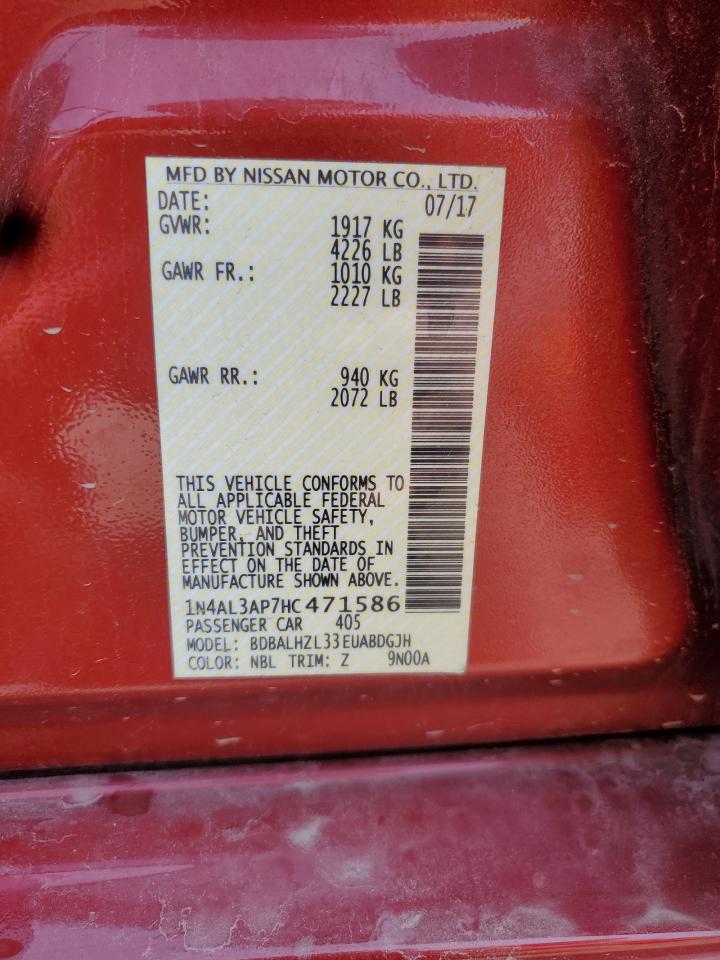 MFD BY NISSAN MOTOR CO., LTD.
DATE: 07/17
GVWR: 1917 KG
4226 LB
GAWR FR.: 1010 KG
2227 LB
GAWR RR.: 940 KG
2072 LB
THIS VEHICLE CONFORMS TO
ALL APPLICABLE FEDERAL
MOTOR VEHICLE SAFETY,
BUMPER, AND THEFT
PREVENTION STANDARDS IN
EFFECT ON THE DATE OF
MANUFACTURE SHOWN ABOVE.
1N4AL3AP7HC471586
PASSENGER CAR 405
MODEL: BDBALHZL33EUABDGJH
COLOR: NBL TRIM: Z 9N00A